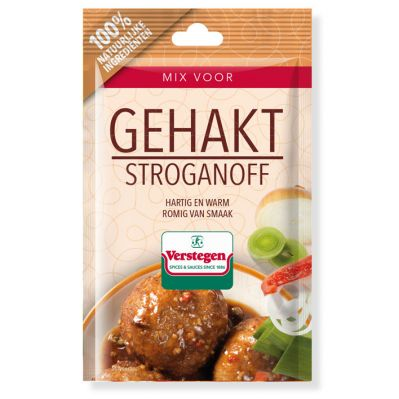 100%
NATUURLIJKE
INGREDIËNTEN
MIX VOOR
GEHAKT
STROGANOFF
HARTIG EN WARM
ROMIG VAN SMAAK
Verstegen
SPICES & SAUCES SINCE 1886